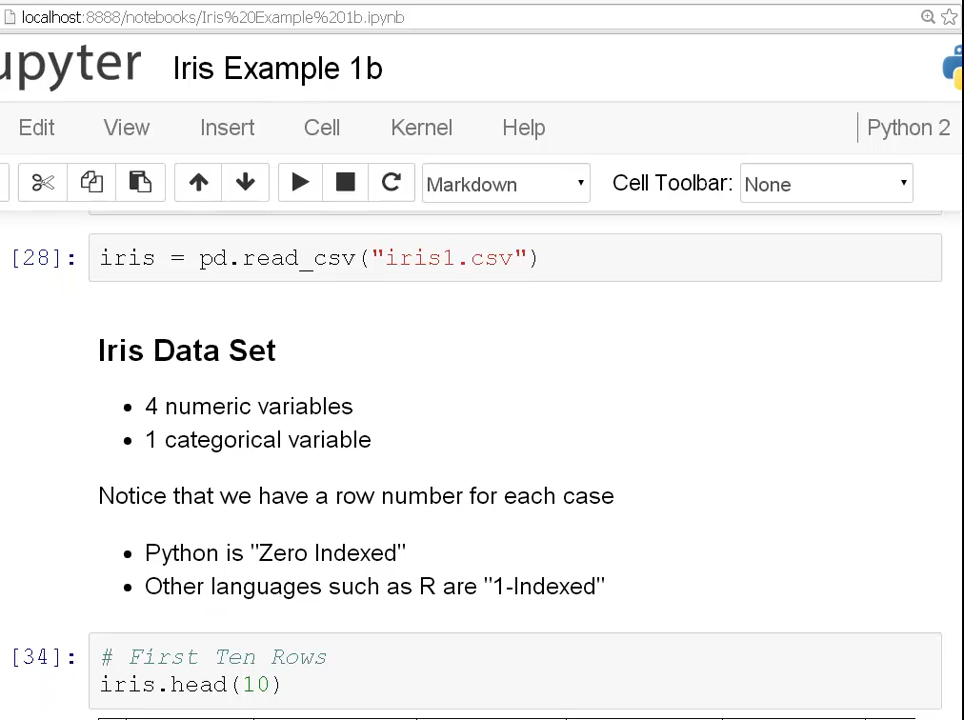 localhost:8888/notebooks/Iris%20Example%201b.ipynb
upyter Iris Example 1b
Edit View Insert Cell Kernel Help Python 2
Markdown Cell Toolbar: None
[28]: iris = pd.read_csv("iris1.csv")
Iris Data Set
• 4 numeric variables
• 1 categorical variable
Notice that we have a row number for each case
• Python is "Zero Indexed"
• Other languages such as R are "1-Indexed"
[34]: # First Ten Rows
iris.head(10)